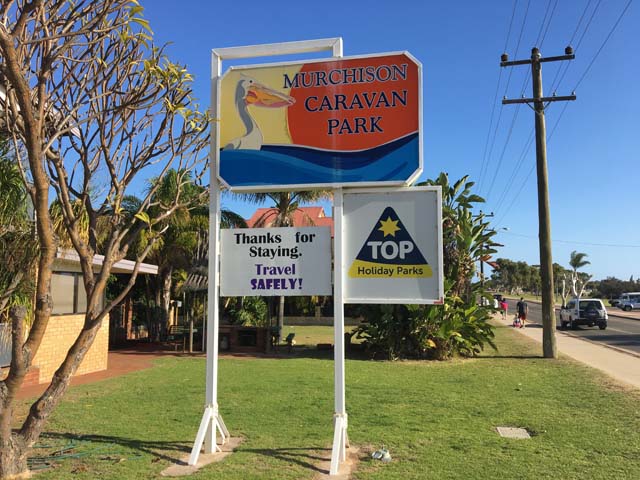 MURCHISON
CARAVAN
PARK
Thanks for
Staying.
Travel
SAFELY!
TOP
Holiday Parks